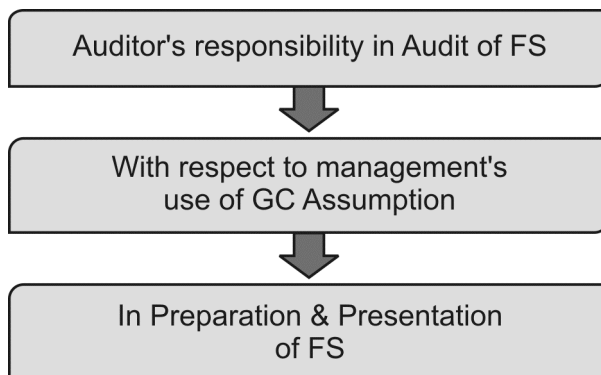 Auditor's responsibility in Audit of FS
With respect to management's
use of GC Assumption
In Preparation & Presentation
of FS